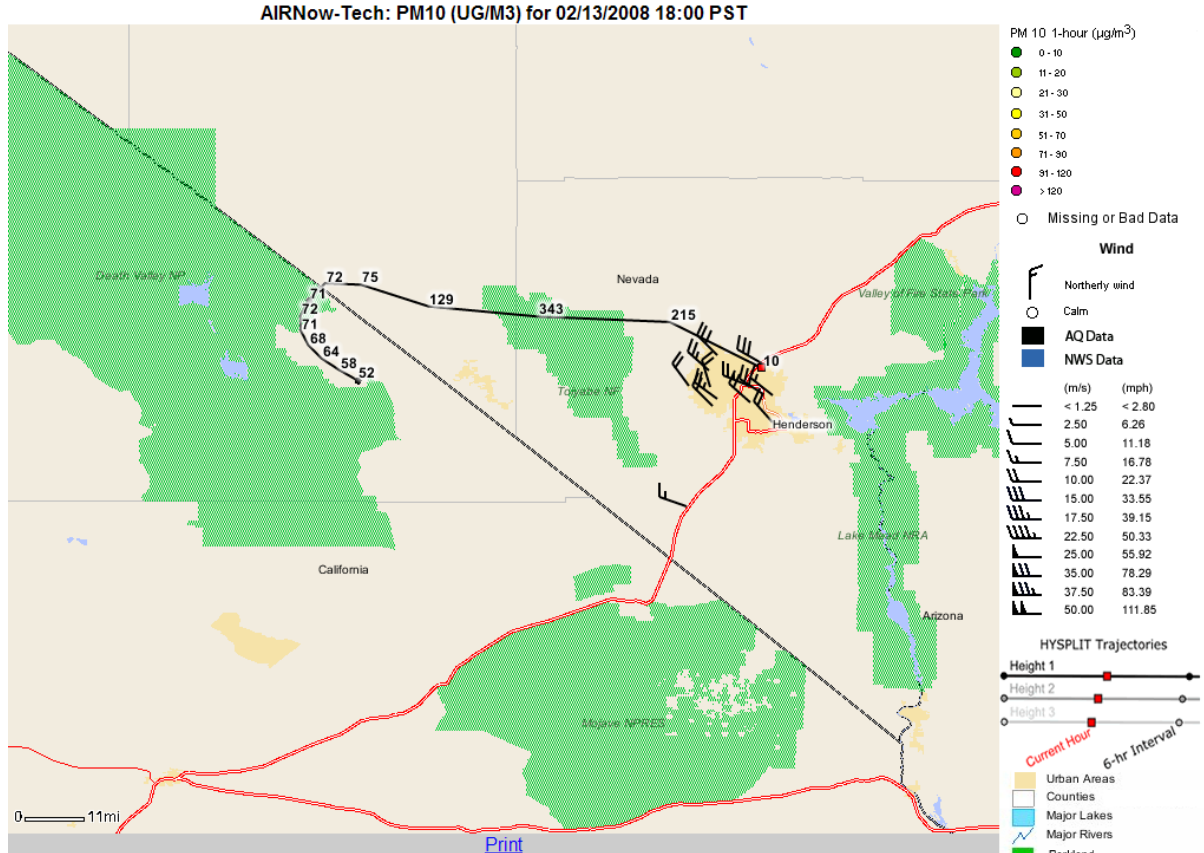 AIRNow-Tech: PM10 (UG/M3) for 02/13/2008 18:00 PST
Death Valley NP
Nevada
Valley of Fire State Park
72
75
71
129
72
343
215
71
68
64
58
52
10
Toiyabe NF
Henderson
Lake Mead NRA
California
Arizona
Mojave NPRES
0
11mi
Print
PM 10 1-hour (µg/m3)
0 - 10
11 - 20
21 - 30
31 - 50
51 - 70
71 - 90
91 - 120
> 120
Missing or Bad Data
Wind
Northerly wind
Calm
AQ Data
NWS Data
(m/s) (mph)
< 1.25 < 2.80
2.50 6.26
5.00 11.18
7.50 16.78
10.00 22.37
15.00 33.55
17.50 39.15
22.50 50.33
25.00 55.92
35.00 78.29
37.50 83.39
50.00 111.85
HYSPLIT Trajectories
Height 1
Height 2
Height 3
Current Hour
6-hr Interval
Urban Areas
Counties
Major Lakes
Major Rivers